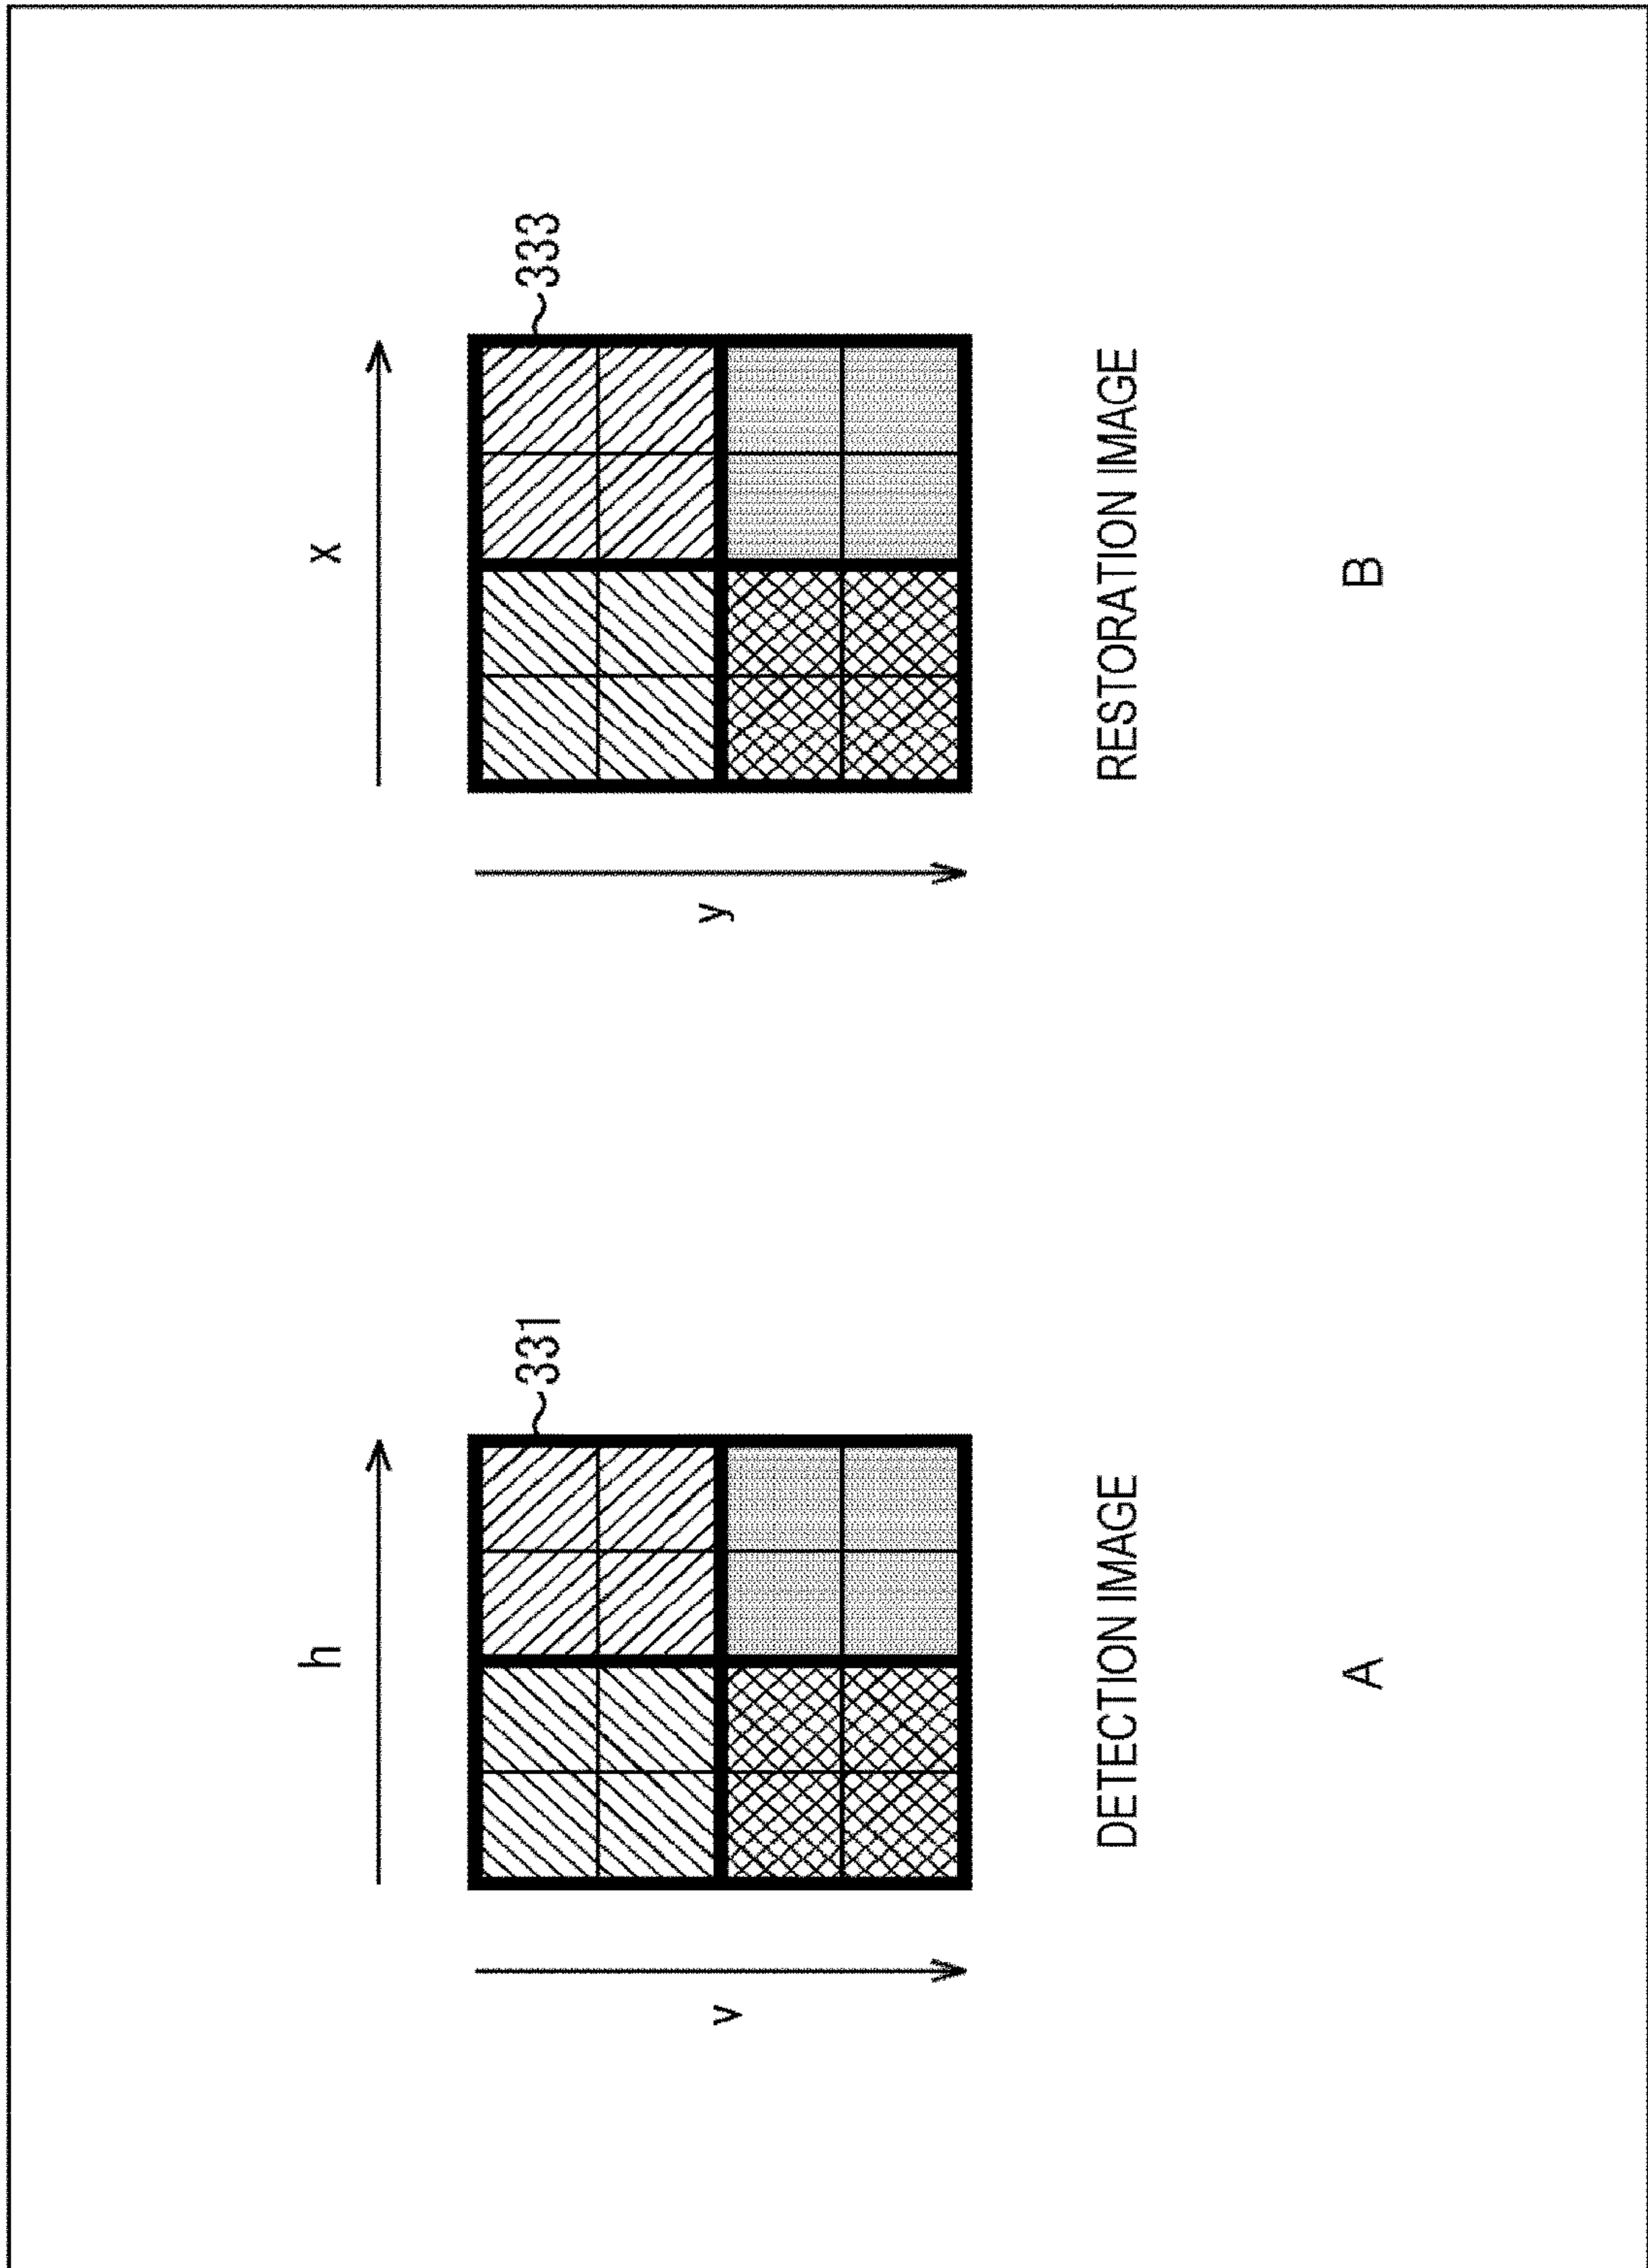 h
331
v
DETECTION IMAGE
A
x
333
y
RESTORATION IMAGE
B